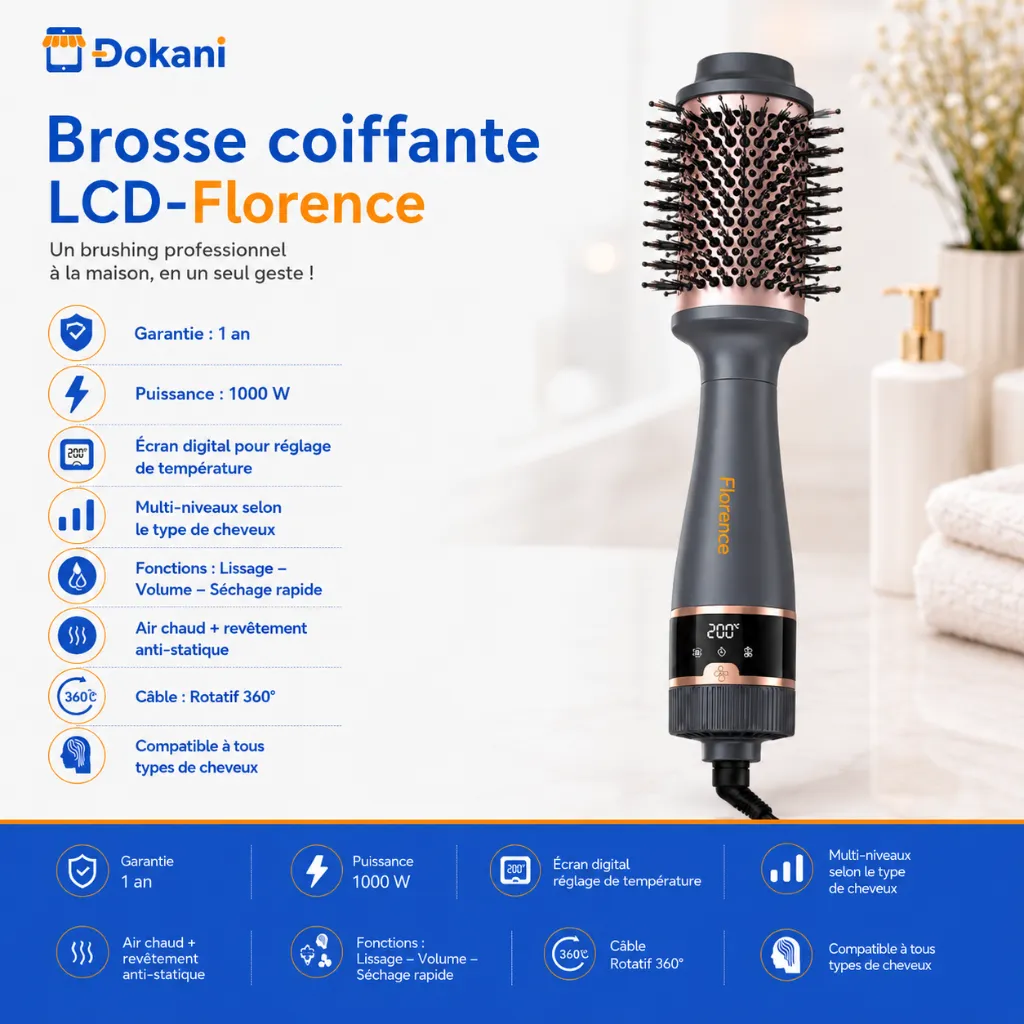 Dokani
Brosse coiffante
LCD-Florence
Un brushing professionnel
à la maison, en un seul geste !
Garantie : 1 an
Puissance : 1000 W
200°
Écran digital pour réglage
de température
Multi-niveaux selon
le type de cheveux
Fonctions : Lissage –
Volume – Séchage rapide
Air chaud + revêtement
anti-statique
360℃
Câble : Rotatif 360°
Compatible à tous
types de cheveux
Florence
200℃
Garantie
1 an
Puissance
1000 W
200°
Écran digital
réglage de température
Multi-niveaux
selon le type
de cheveux
Air chaud +
revêtement
anti-statique
Fonctions :
Lissage – Volume –
Séchage rapide
360℃
Câble
Rotatif 360°
Compatible à tous
types de cheveux